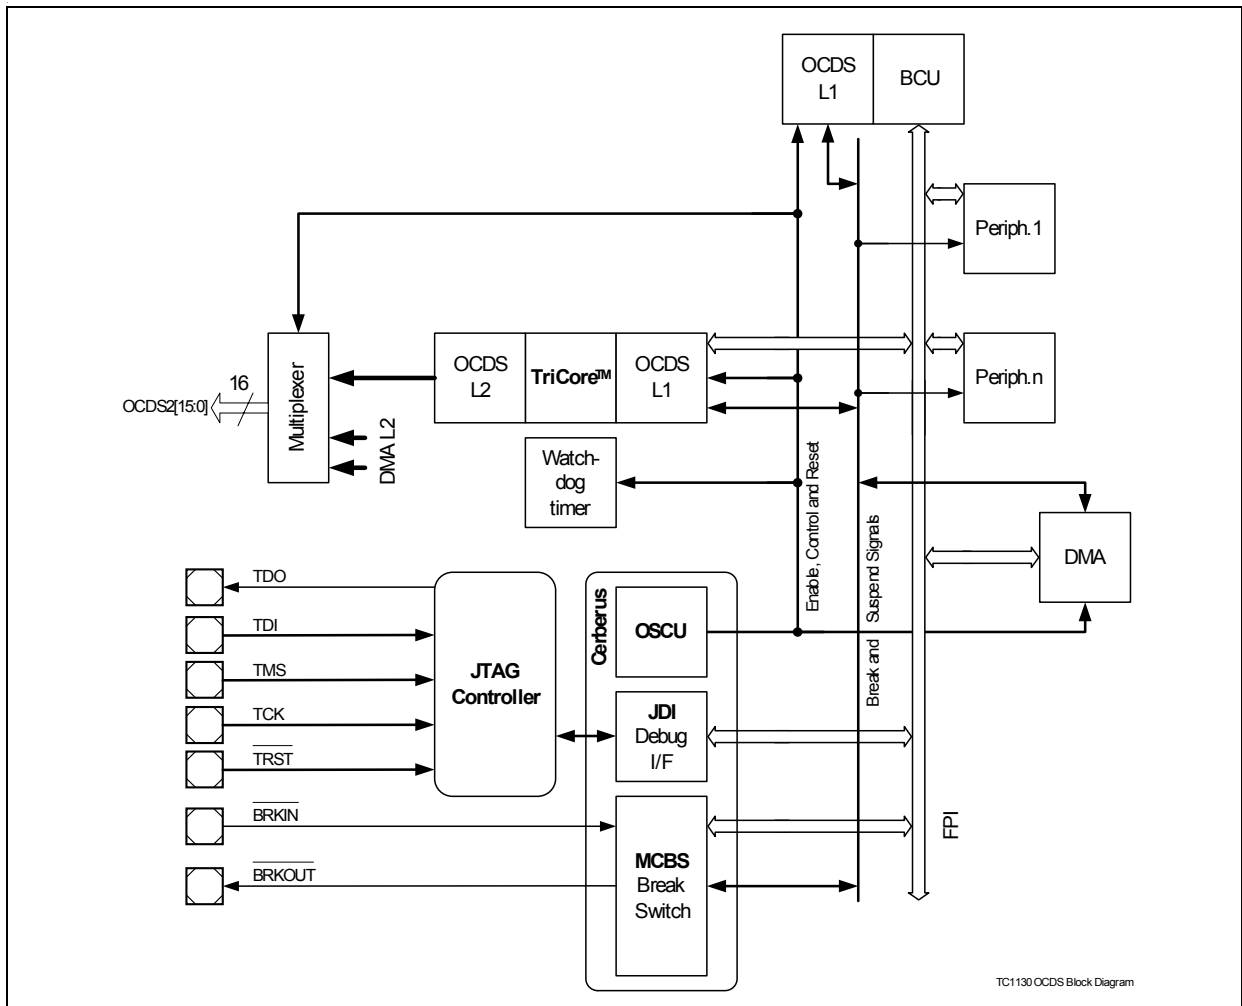 OCDS
L1
BCU
Periph.1
Periph.n
OCDS
L2
TriCore™
OCDS
L1
16
OCDS2[15:0]
Multiplexer
DMA L2
Watch-
dog
timer
Enable, Control and Reset
Break and Suspend Signals
DMA
TDO
TDI
TMS
TCK
TRST
BRKIN
BRKOUT
JTAG
Controller
Cerberus
OSCU
JDI
Debug
I/F
MCBS
Break
Switch
FPI
TC1130 OCDS Block Diagram